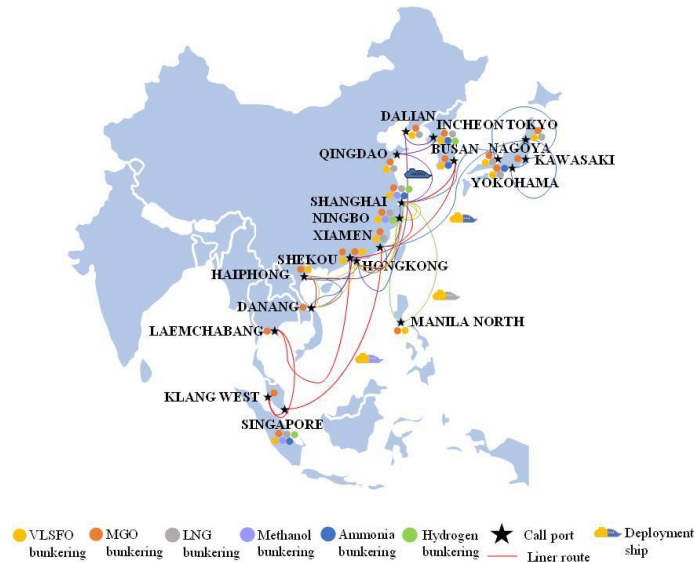 DALIAN
INCHEON TOKYO
QINGDAO
BUSAN NAGOYA
KAWASAKI
YOKOHAMA
SHANGHAI
NINGBO
XIAMEN
SHEKOU
HONGKONG
HAIPHONG
DANANG
MANILA NORTH
LAEMCHABANG
KLANG WEST
SINGAPORE
VLSFO
bunkering
MGO
bunkering
LNG
bunkering
Methanol
bunkering
Ammonia
bunkering
Hydrogen
bunkering
Call port
Liner route
Deployment
ship